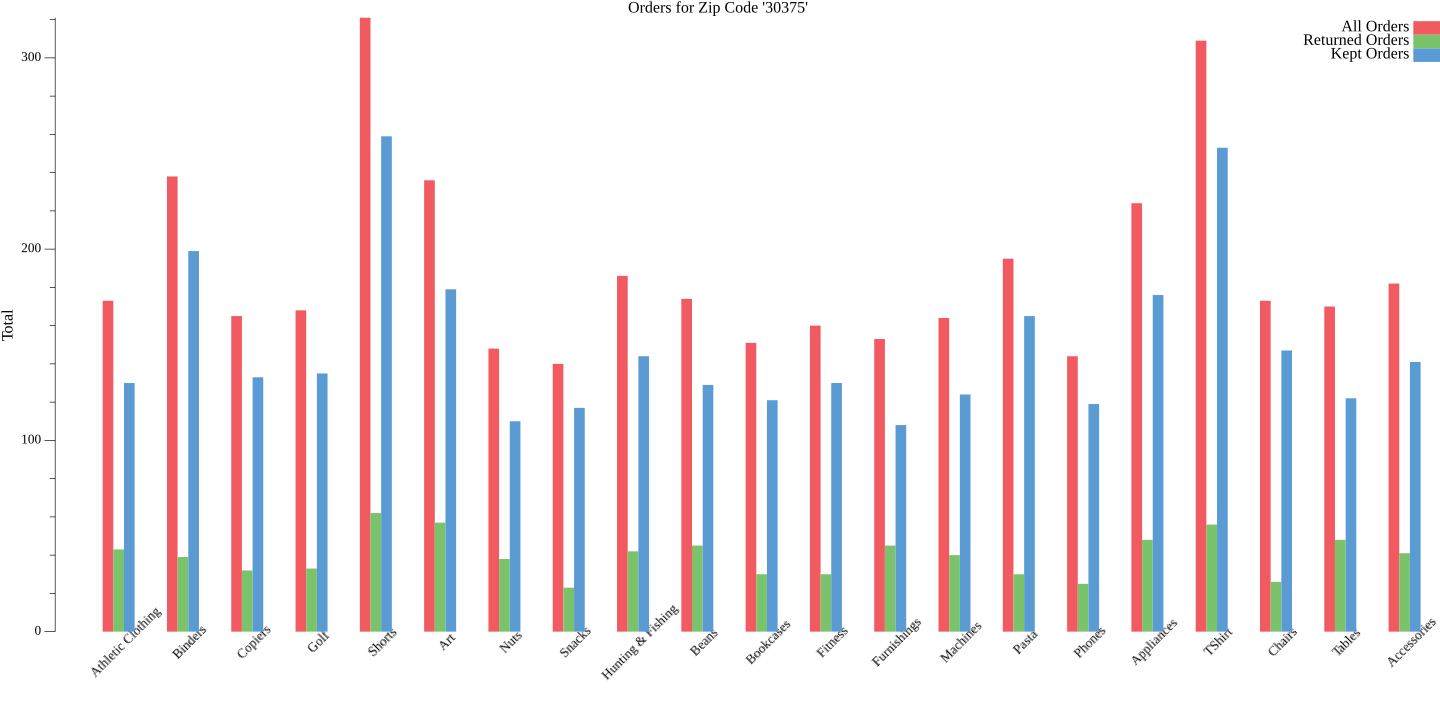 Orders for Zip Code '30375'
All Orders
Returned Orders
Kept Orders
Total
300
200
100
0
Athletic Clothing
Binders
Copiers
Golf
Shorts
Art
Nuts
Snacks
Hunting & Fishing
Beans
Bookcases
Fitness
Furnishings
Machines
Pasta
Phones
Appliances
TShirt
Chairs
Tables
Accessories